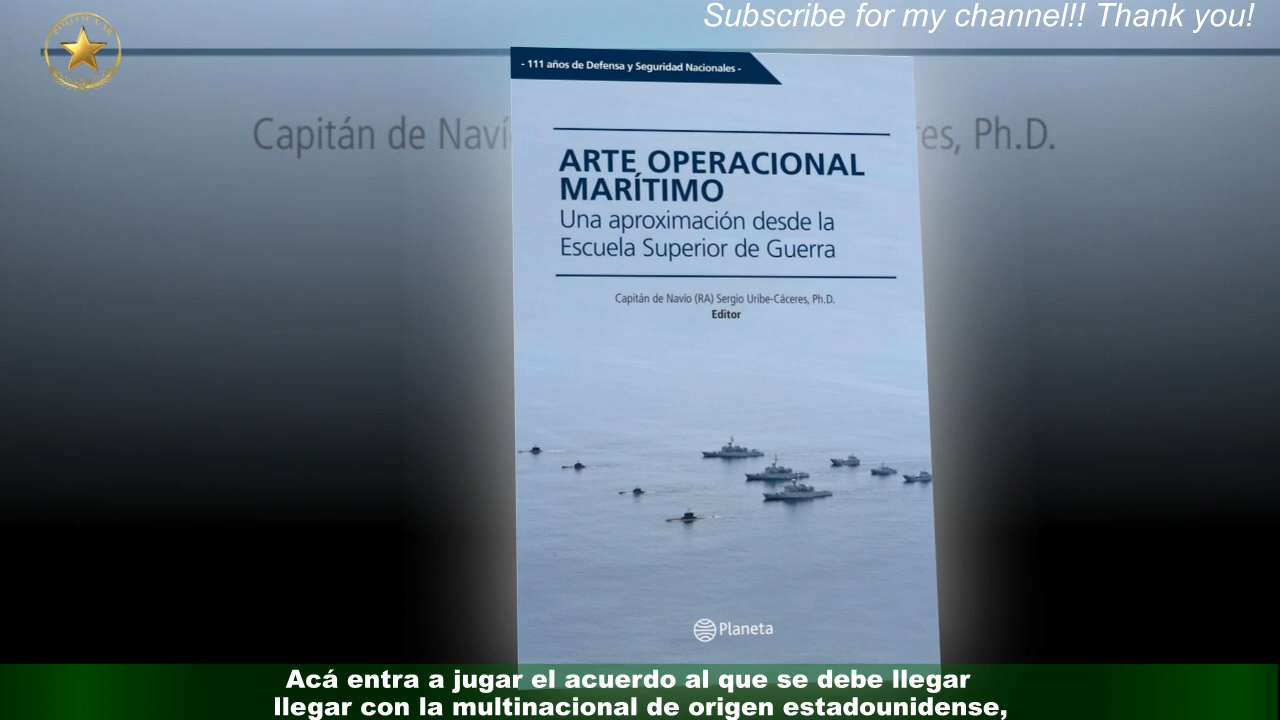 Subscribe for my channel!! Thank you!
- 111 años de Defensa y Seguridad Nacionales -
Capitán de Naví
es, Ph.D.
ARTE OPERACIONAL
MARÍTIMO
Una aproximación desde la
Escuela Superior de Guerra
Capitán de Navío (RA) Sergio Uribe-Cáceres, Ph.D.
Editor
Planeta
Acá entra a jugar el acuerdo al que se debe llegar
llegar con la multinacional de origen estadounidense,